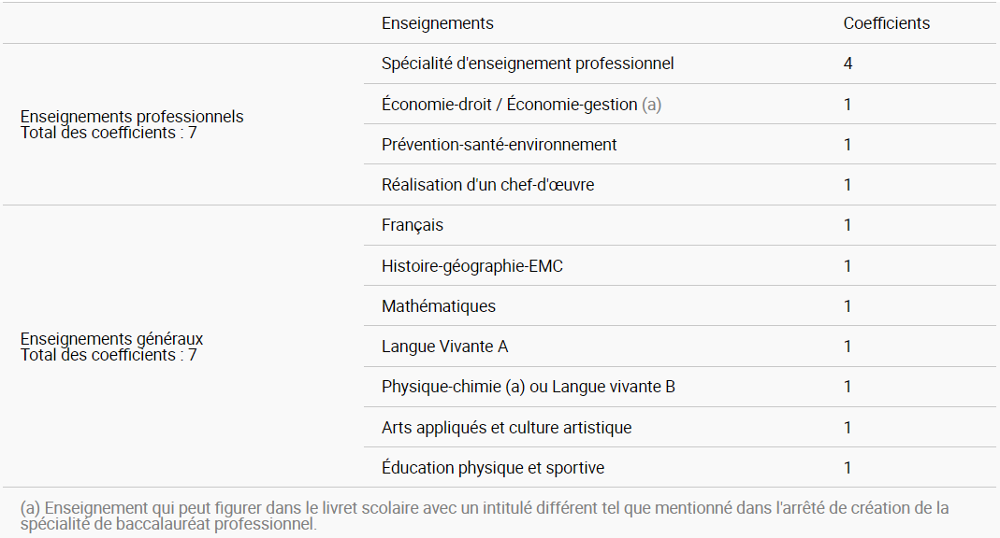 Enseignements Coefficients
Enseignements professionnels
Total des coefficients : 7
Spécialité d'enseignement professionnel 4
Économie-droit / Économie-gestion (a) 1
Prévention-santé-environnement 1
Réalisation d'un chef-d'œuvre 1
Enseignements généraux
Total des coefficients : 7
Français 1
Histoire-géographie-EMC 1
Mathématiques 1
Langue Vivante A 1
Physique-chimie (a) ou Langue vivante B 1
Arts appliqués et culture artistique 1
Éducation physique et sportive 1
(a) Enseignement qui peut figurer dans le livret scolaire avec un intitulé différent tel que mentionné dans l'arrêté de création de la
spécialité de baccalauréat professionnel.